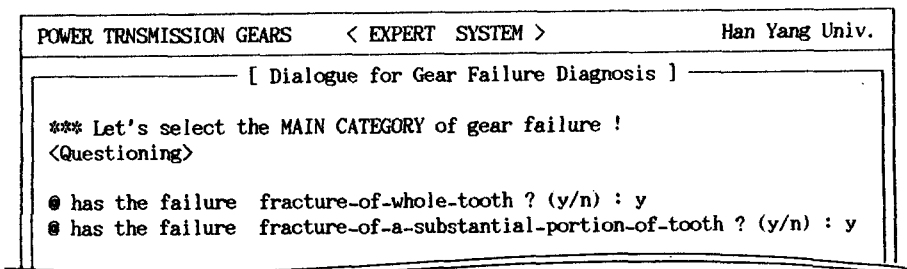 POWER TRNSMISSION GEARS < EXPERT SYSTEM > Han Yang Univ.
[ Dialogue for Gear Failure Diagnosis ]
*** Let's select the MAIN CATEGORY of gear failure !
<Questioning>
@ has the failure fracture-of-whole-tooth ? (y/n) : y
@ has the failure fracture-of-a-substantial-portion-of-tooth ? (y/n) : y